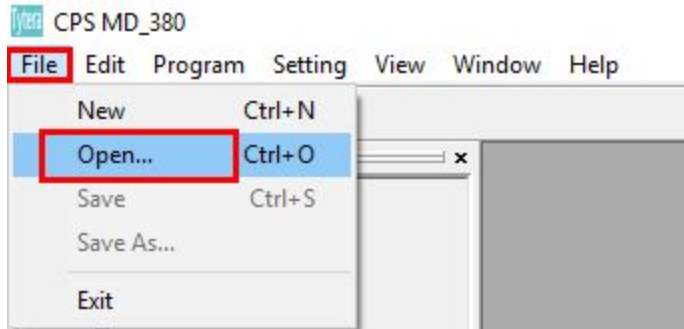 Tytera CPS MD_380
File Edit Program Setting View Window Help
New Ctrl+N
Open... Ctrl+O
x
Save Ctrl+S
Save As...
Exit